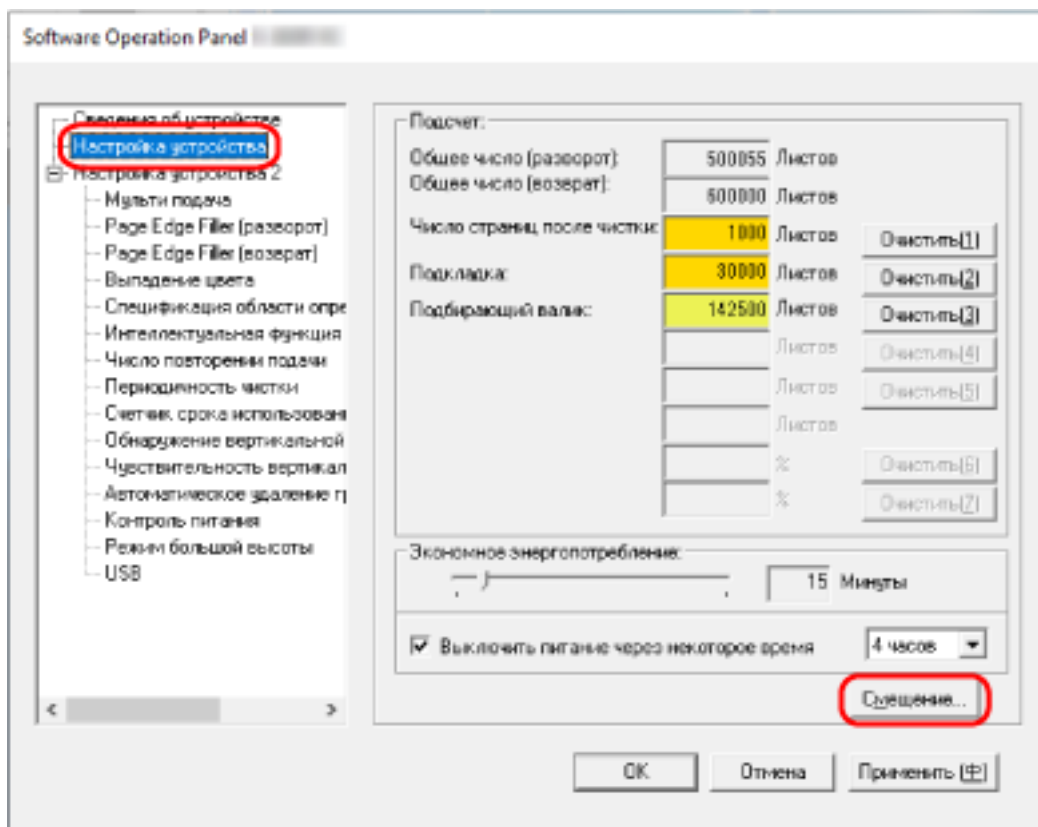 Software Operation Panel
Сведения об устройстве
Настройка устройства
Настройка устройства 2
Мульти подача
Page Edge Filler (разворот)
Page Edge Filler (возврат)
Выпадение цвета
Спецификация области опре
Интеллектуальная функция
Число повторении подачи
Периодичность чистки
Счетчик срока использовани
Обнаружение вертикальной
Чувствительность вертикал
Автоматическое удаление гр
Контроль питания
Режим большой высоты
USB
Подсчет:
Общее число (разворот): 500055 Листов
Общее число (возврат): 600000 Листов
Число страниц после чистки: 1000 Листов Очистить(1)
Подкладка: 30000 Листов Очистить(2)
Подбирающий валик: 142500 Листов Очистить(3)
Листов Очистить(4)
Листов Очистить(5)
Листов
% Очистить(6)
% Очистить(7)
Экономное энергопотребление:
15 Минуты
Выключить питание через некоторое время 4 часов
Смещение...
OK Отмена Применить (中)